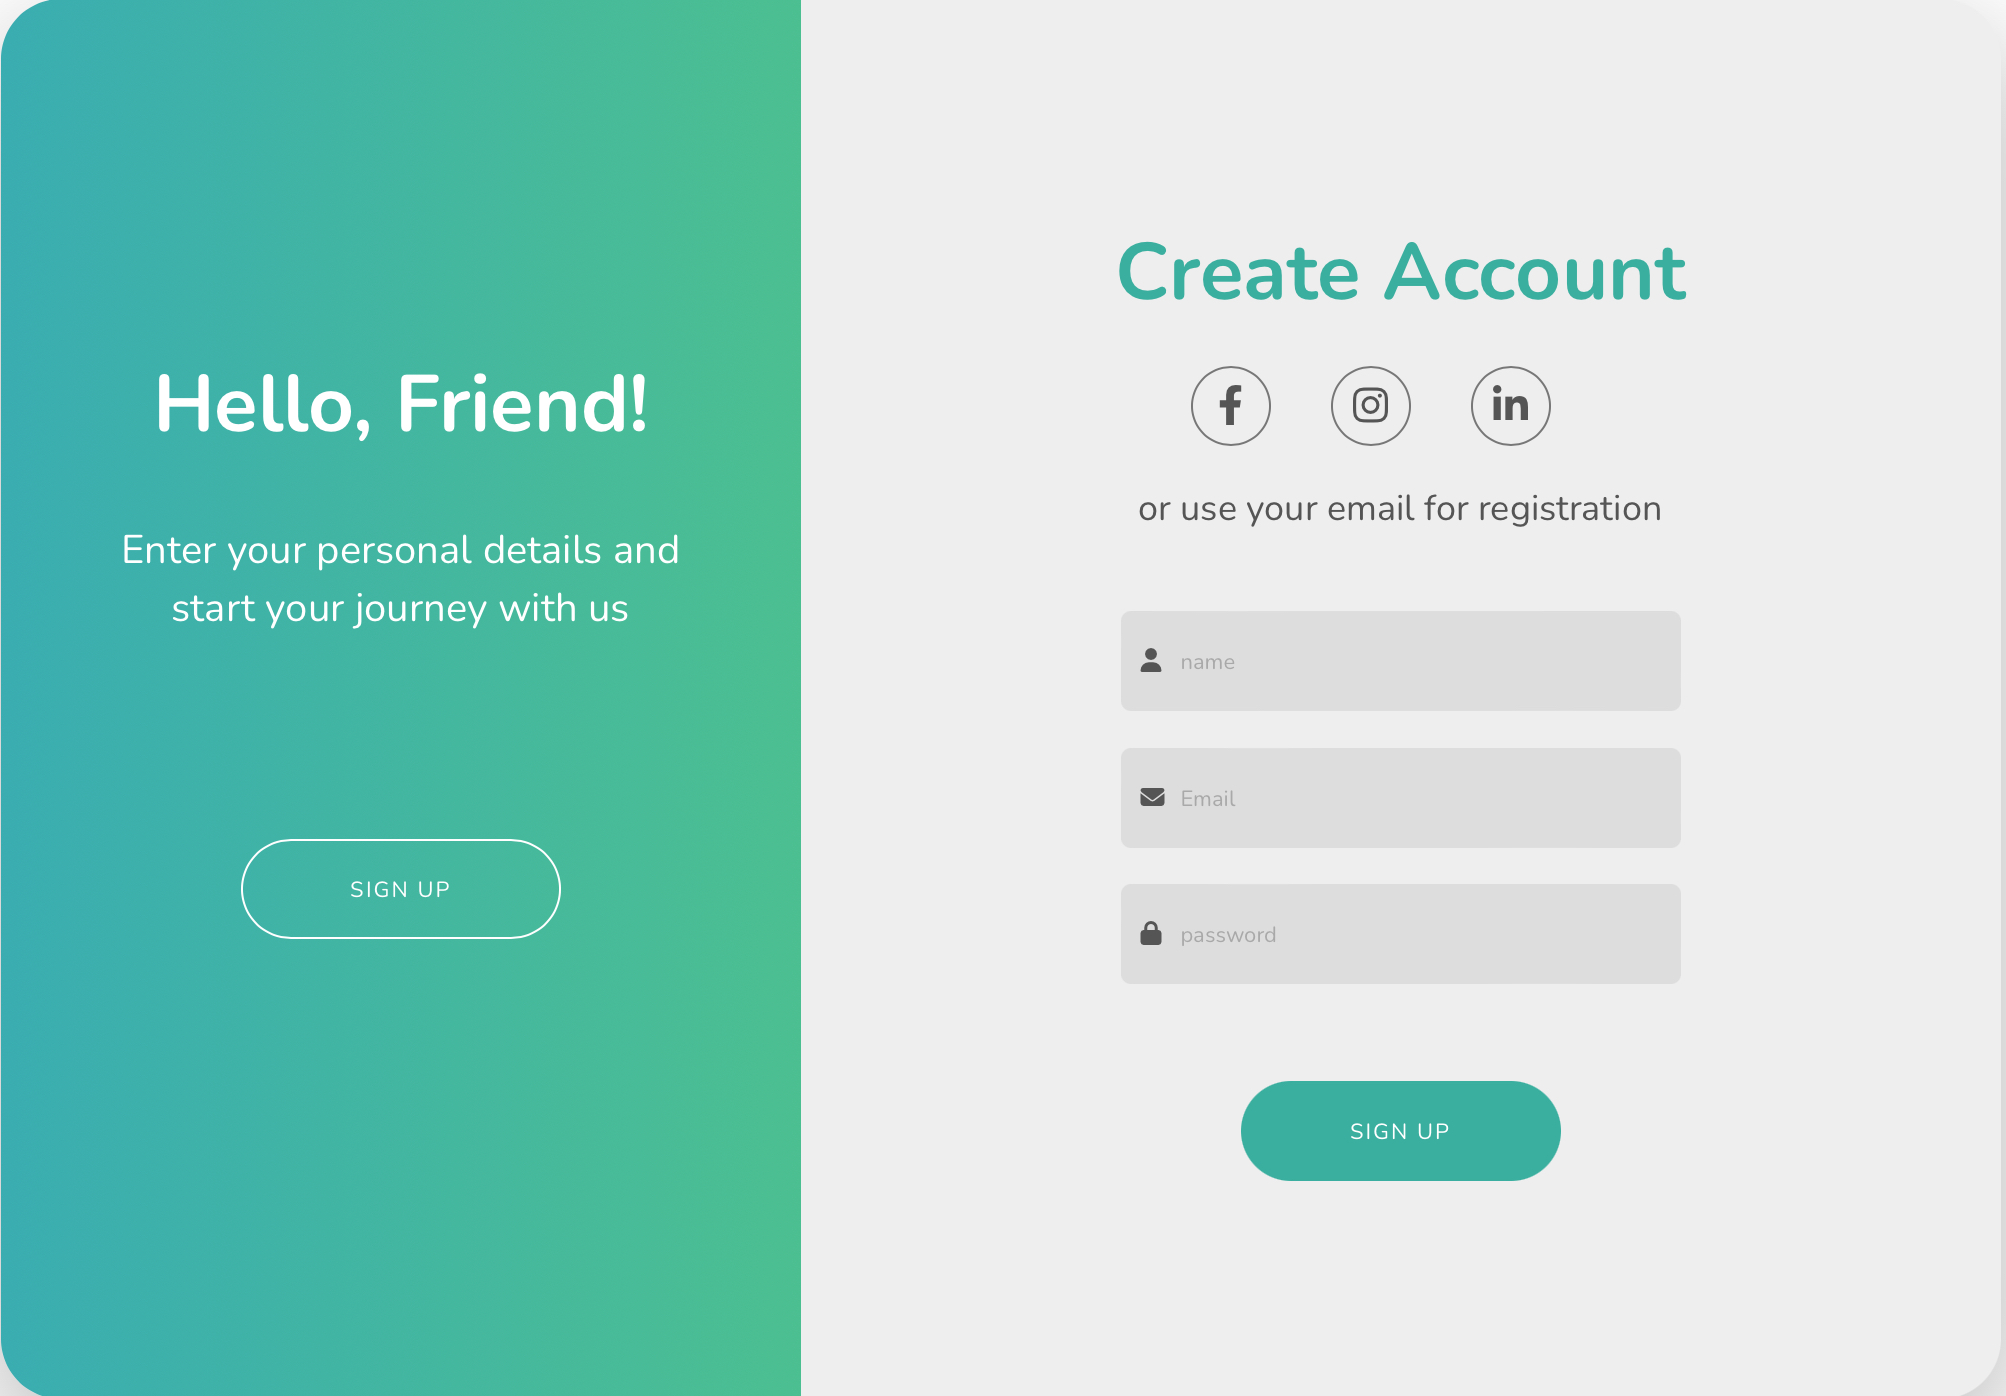 Hello, Friend!
Enter your personal details and
start your journey with us
SIGN UP
Create Account
or use your email for registration
name
Email
password
SIGN UP